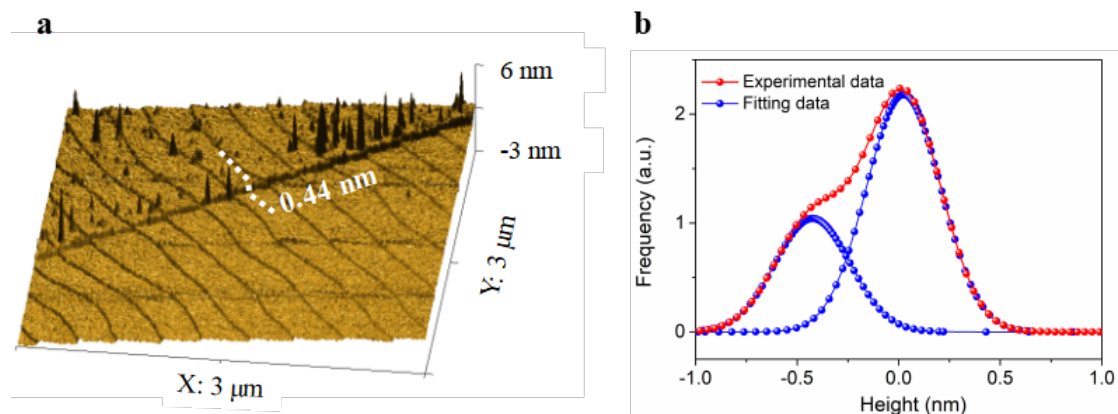 a
6 nm
-3 nm
0.44 nm
Y: 3 μm
X: 3 μm
b
Experimental data
Fitting data
Frequency (a.u.)
2
1
0
-1.0 -0.5 0.0 0.5 1.0
Height (nm)